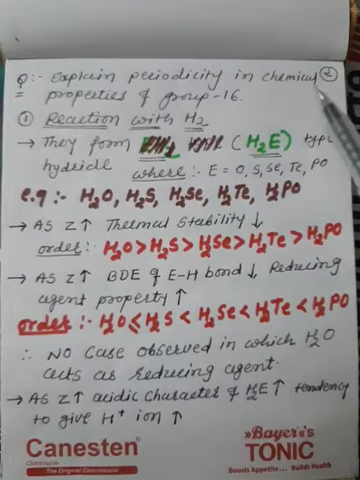 Q:- Explain periodicity in chemical ②
properties of group-16.
① Reaction with H₂
→ They form (H₂E) type
hydride where :- E = O, S, Se, Te, PO
e.g :- H₂O, H₂S, H₂Se, H₂Te, H₂PO
→ AS Z↑ Thermal Stability ↓
order:- H₂O > H₂S > H₂Se > H₂Te > H₂PO
→ AS Z↑ BDE of E-H bond ↓ Reducing
agent property ↑
order :- H₂O < H₂S < H₂Se < H₂Te < H₂PO
∴ NO Case observed in which H₂O
acts as reducing agent.
→ AS Z↑ acidic character of H₂E ↑ tendency
to give H⁺ ion ↑
Canesten®
Clotrimazole
The Original Clotrimazole
»Bayer's
TONIC
Boosts Appetite... Builds Health